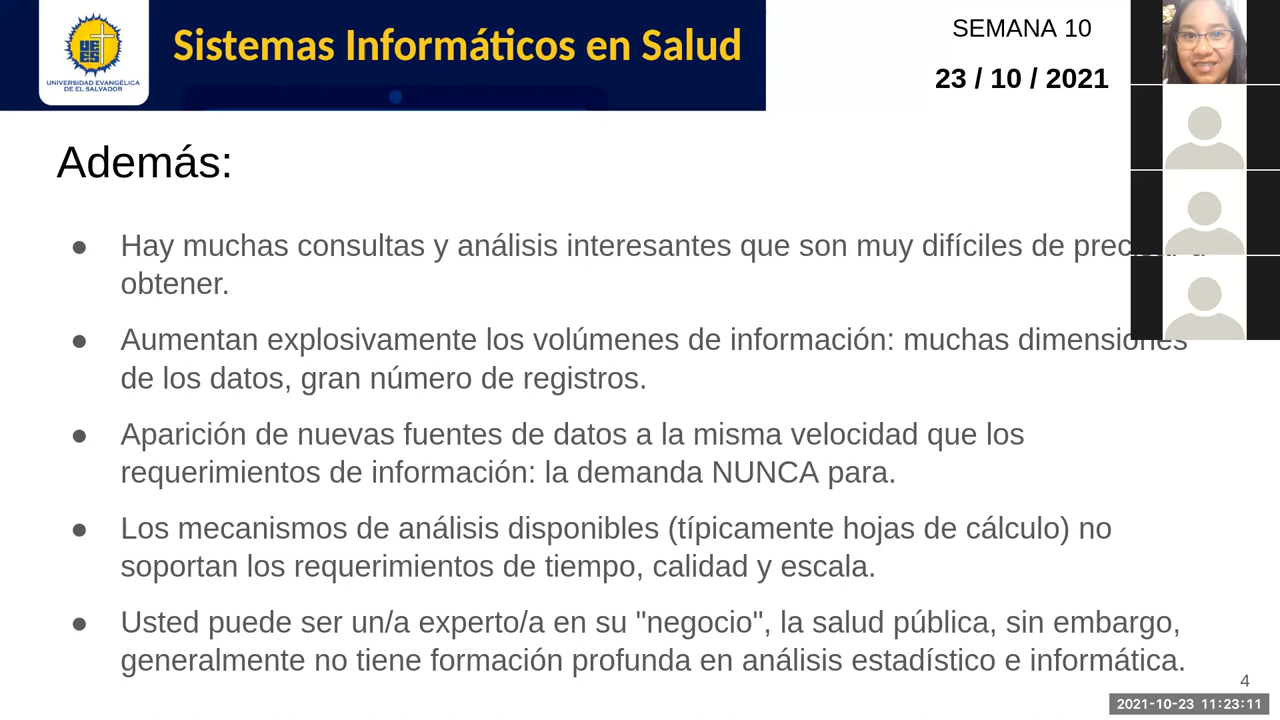 UNIVERSIDAD EVANGÉLICA
DE EL SALVADOR
Sistemas Informáticos en Salud
SEMANA 10
23 / 10 / 2021
Además:
● Hay muchas consultas y análisis interesantes que son muy difíciles de
obtener.
● Aumentan explosivamente los volúmenes de información: muchas dimensiones
de los datos, gran número de registros.
● Aparición de nuevas fuentes de datos a la misma velocidad que los
requerimientos de información: la demanda NUNCA para.
● Los mecanismos de análisis disponibles (típicamente hojas de cálculo) no
soportan los requerimientos de tiempo, calidad y escala.
● Usted puede ser un/a experto/a en su "negocio", la salud pública, sin embargo,
generalmente no tiene formación profunda en análisis estadístico e informática.
4
2021-10-23 11:23:11